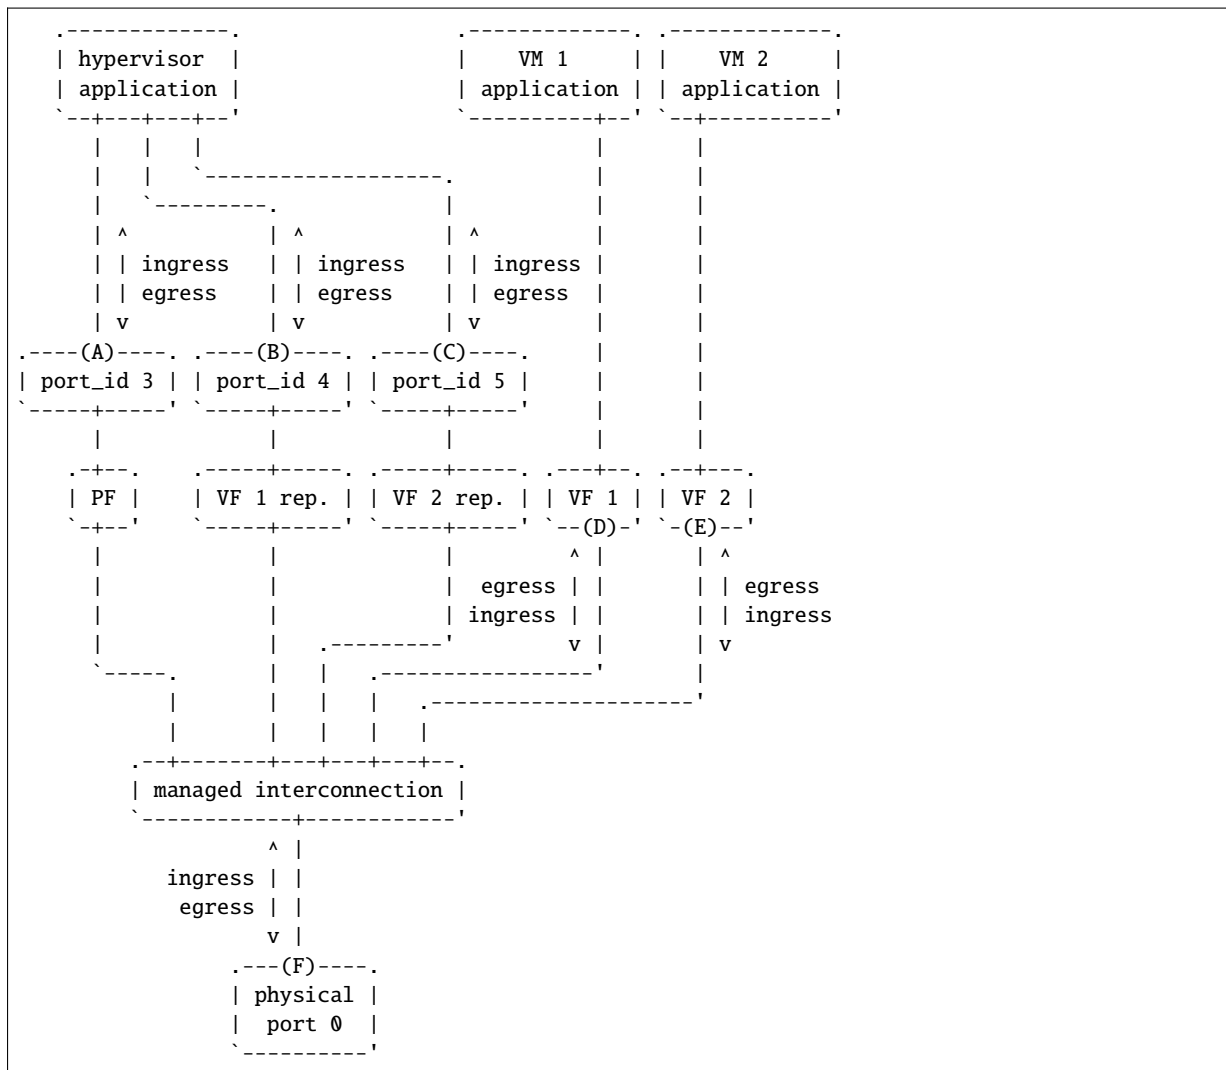 .-------------.                  .-------------. .-------------.
   | hypervisor  |                  |    VM 1     | |    VM 2     |
   | application |                  | application | | application |
   `--+---+---+--'                  `----------+--' `--+----------'
      |   |   |                                |       |
      |   |   `-------------------.            |       |
      |   `---------.             |            |       |
      | ^           | ^           | ^          |       |
      | | ingress   | | ingress   | | ingress  |       |
      | | egress    | | egress    | | egress   |       |
      | v           | v           | v          |       |
.----(A)----. .----(B)----. .----(C)----.      |       |
| port_id 3 | | port_id 4 | | port_id 5 |      |       |
`-----+-----' `-----+-----' `-----+-----'      |       |
      |             |             |            |       |
    .-+--.    .-----+-----. .-----+-----. .---+--. .--+---.
    | PF |    | VF 1 rep. | | VF 2 rep. | | VF 1 | | VF 2 |
    `-+--'    `-----+-----' `-----+-----' `--(D)-' `-(E)--'
      |             |             |         ^ |       | ^
      |             |             |  egress | |       | | egress
      |             |             | ingress | |       | | ingress
      |             |   .---------'         v |       | v
      `-----.       |   |   .-----------------'       |
            |       |   |   |   .---------------------'
            |       |   |   |   |
         .--+-------+---+---+---+--.
         | managed interconnection |
         `------------+------------'
                    ^ |
            ingress | |
             egress | |
                    v |
                 .---(F)----.
                 | physical |
                 |  port 0  |
                 `----------'